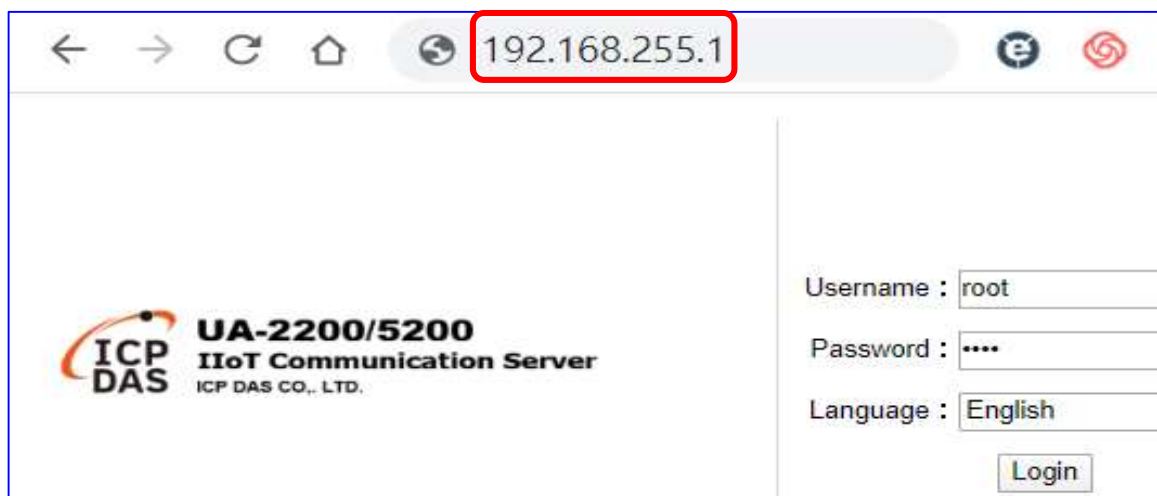 192.168.255.1
ICP DAS
UA-2200/5200
IIoT Communication Server
ICP DAS CO,. LTD.
Username : root
Password : ••••
Language : English
Login